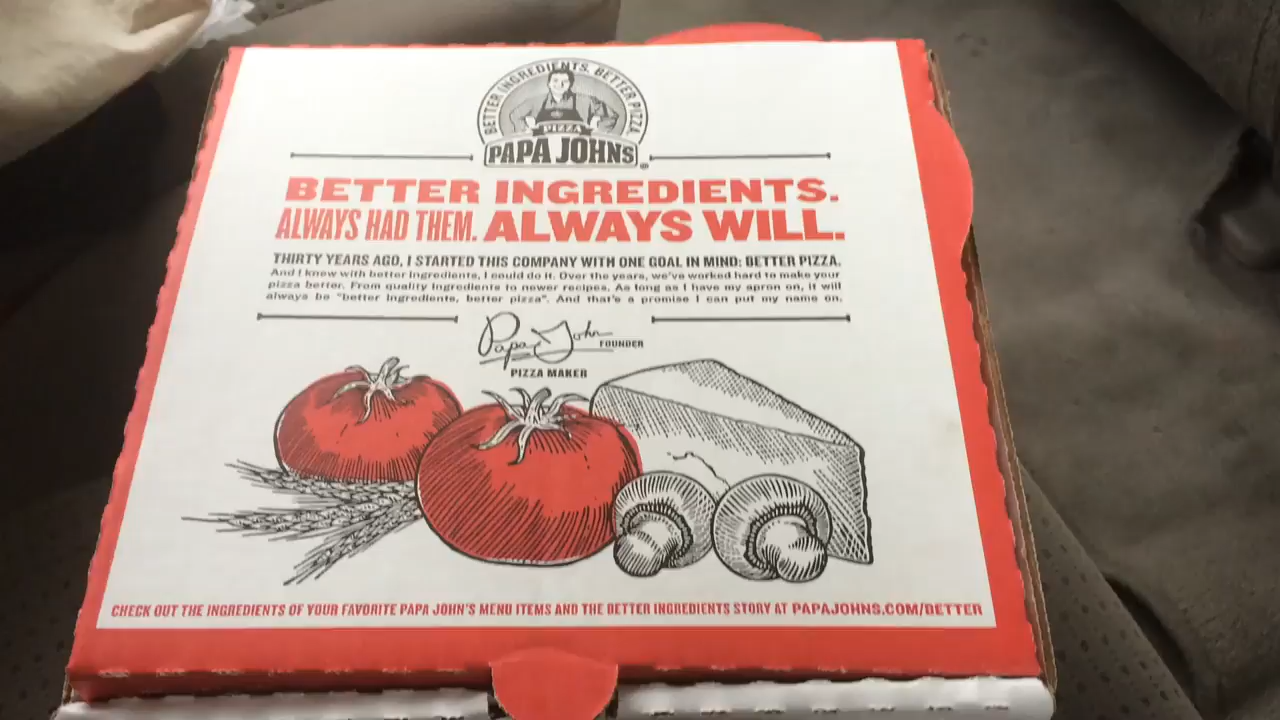 BETTER INGREDIENTS. BETTER PIZZA
PIZZA
PAPA JOHNS
BETTER INGREDIENTS.
ALWAYS HAD THEM. ALWAYS WILL.
THIRTY YEARS AGO, I STARTED THIS COMPANY WITH ONE GOAL IN MIND: BETTER PIZZA.
And I knew with better ingredients, I could do it. Over the years, we've worked hard to make your
pizza better. From quality ingredients to newer recipes. As long as I have my apron on, it will
always be "better ingredients, better pizza". And that's a promise I can put my name on.
Papa John
FOUNDER
PIZZA MAKER
CHECK OUT THE INGREDIENTS OF YOUR FAVORITE PAPA JOHN'S MENU ITEMS AND THE BETTER INGREDIENTS STORY AT PAPAJOHNS.COM/BETTER